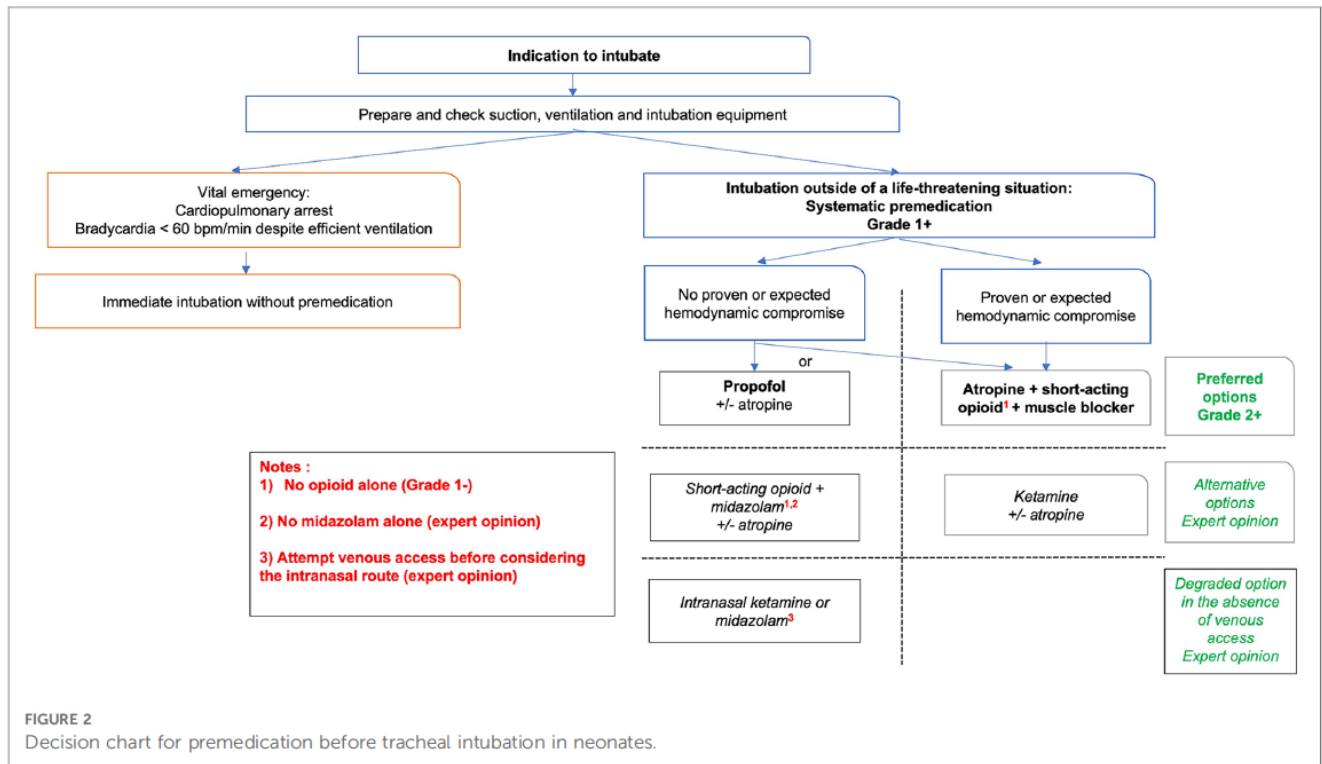 Indication to intubate
Prepare and check suction, ventilation and intubation equipment
Vital emergency:
Cardiopulmonary arrest
Bradycardia < 60 bpm/min despite efficient ventilation
Immediate intubation without premedication
Intubation outside of a life-threatening situation:
Systematic premedication
Grade 1+
No proven or expected
hemodynamic compromise
Proven or expected
hemodynamic compromise
or
Propofol
+/- atropine
Atropine + short-acting
opioid1 + muscle blocker
Preferred
options
Grade 2+
Notes :
1) No opioid alone (Grade 1-)
2) No midazolam alone (expert opinion)
3) Attempt venous access before considering
the intranasal route (expert opinion)
Short-acting opioid +
midazolam1,2
+/- atropine
Ketamine
+/- atropine
Alternative
options
Expert opinion
Intranasal ketamine or
midazolam3
Degraded option
in the absence
of venous
access
Expert opinion
FIGURE 2
Decision chart for premedication before tracheal intubation in neonates.